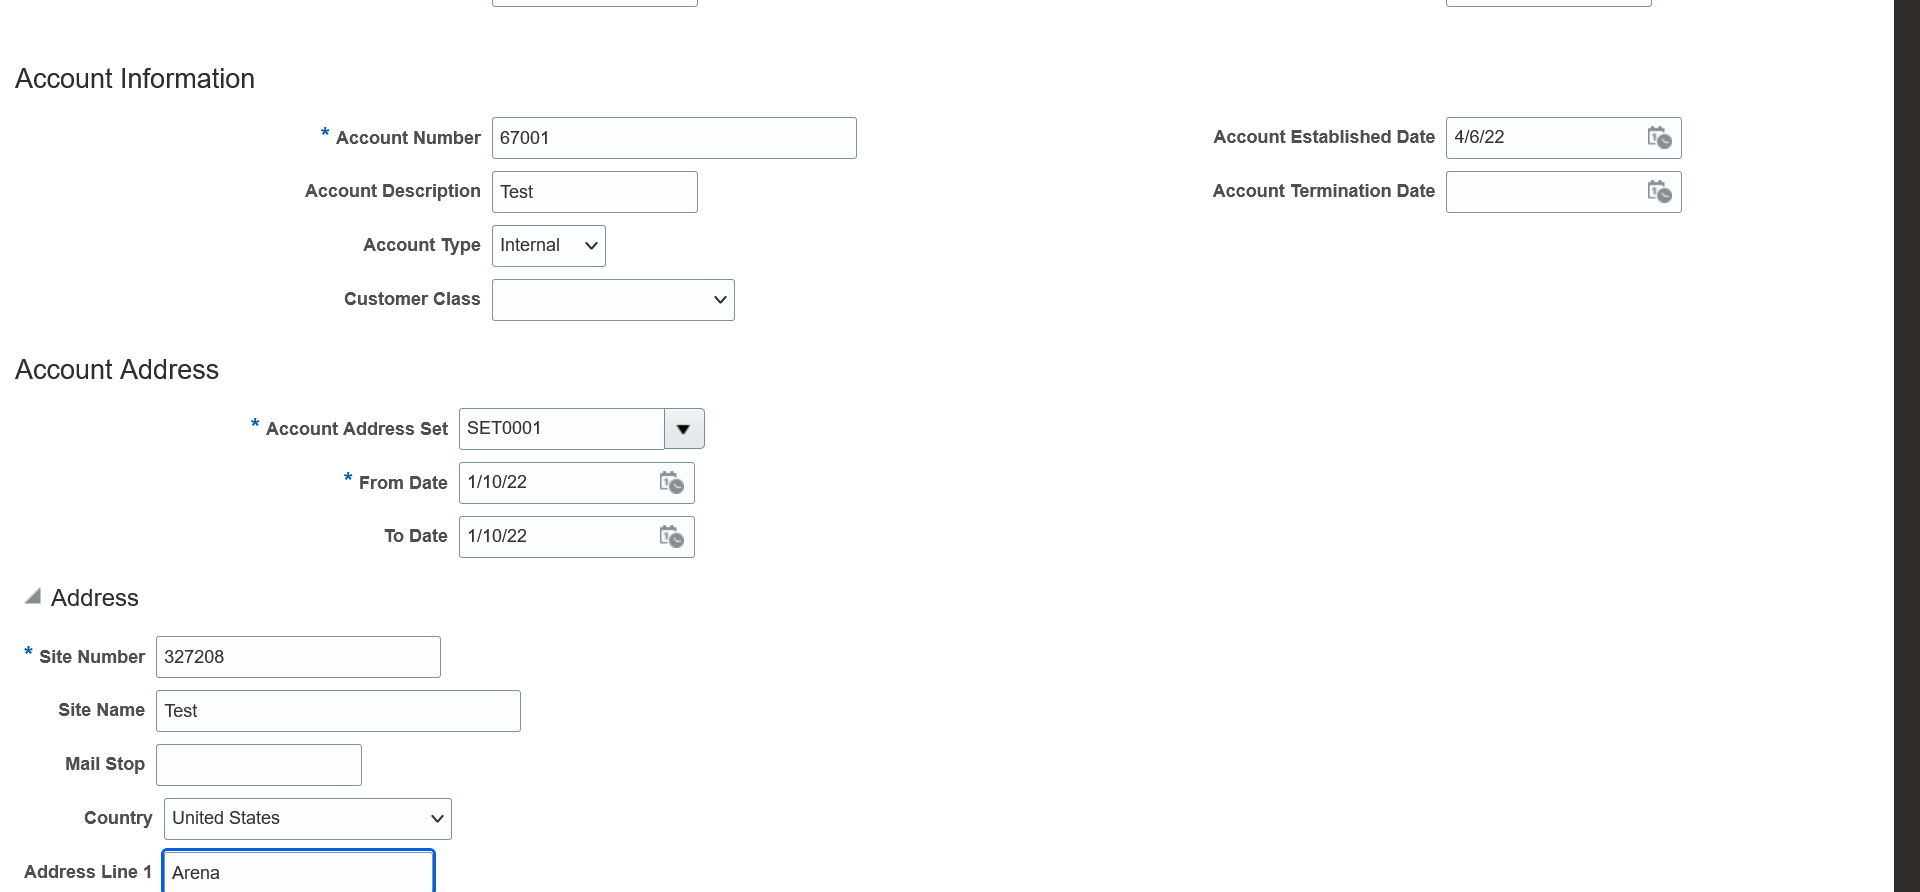 Account Information
* Account Number 67001
Account Established Date 4/6/22
Account Description Test
Account Termination Date
Account Type Internal
Customer Class
Account Address
* Account Address Set SET0001
* From Date 1/10/22
To Date 1/10/22
Address
* Site Number 327208
Site Name Test
Mail Stop
Country United States
Address Line 1 Arena